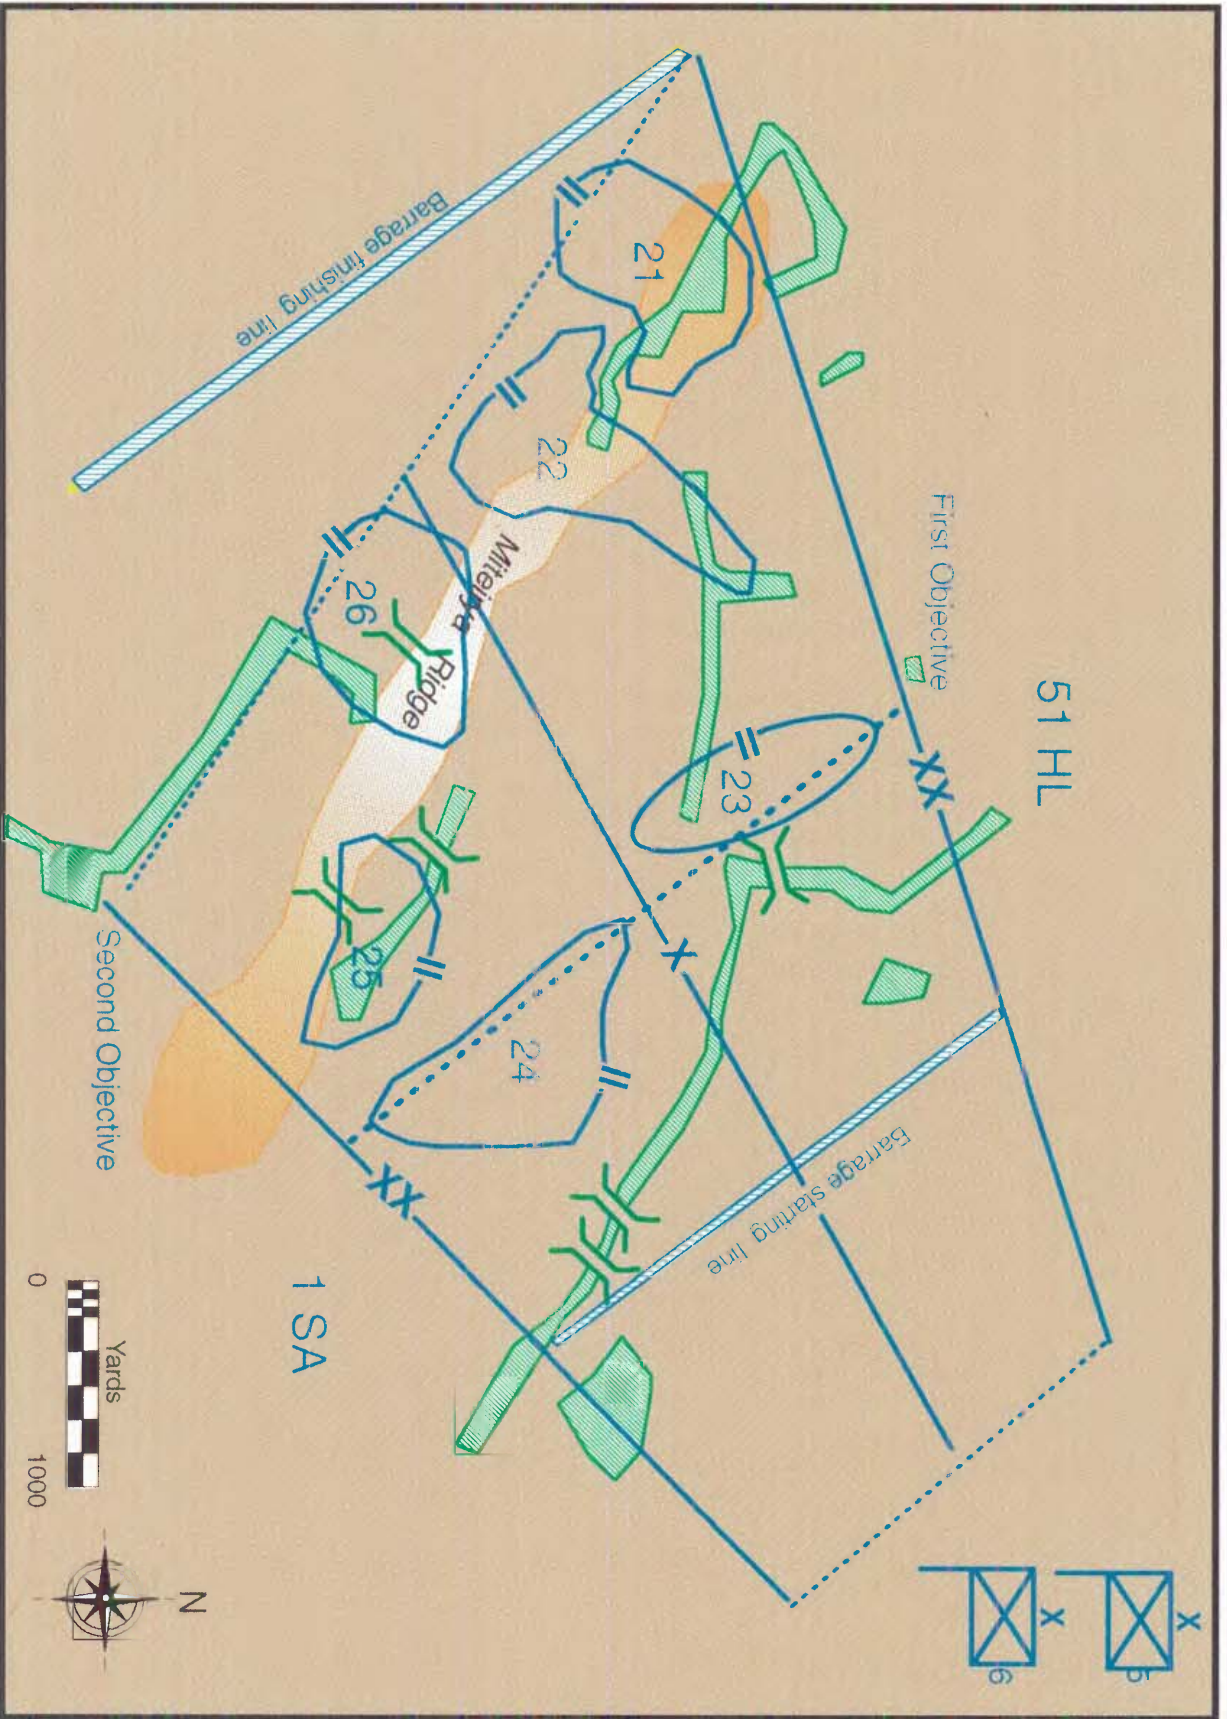 X
5
X
6
51 HL
First Objective
XX
Barrage starting line
21
23
X
22
24
Miteirya
Ridge
26
25
XX
1 SA
Barrage finishing line
Second Objective
N
Yards
0 1000